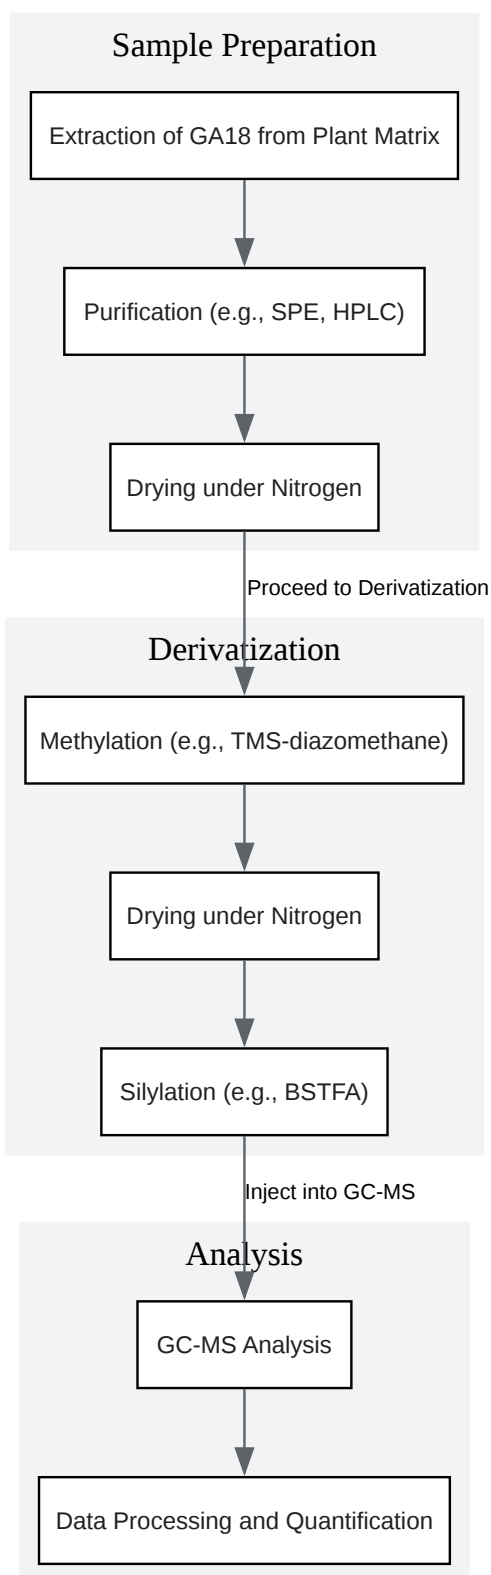 Sample Preparation
Extraction of GA18 from Plant Matrix
Purification (e.g., SPE, HPLC)
Drying under Nitrogen
Proceed to Derivatization
Derivatization
Methylation (e.g., TMS-diazomethane)
Drying under Nitrogen
Silylation (e.g., BSTFA)
Inject into GC-MS
Analysis
GC-MS Analysis
Data Processing and Quantification